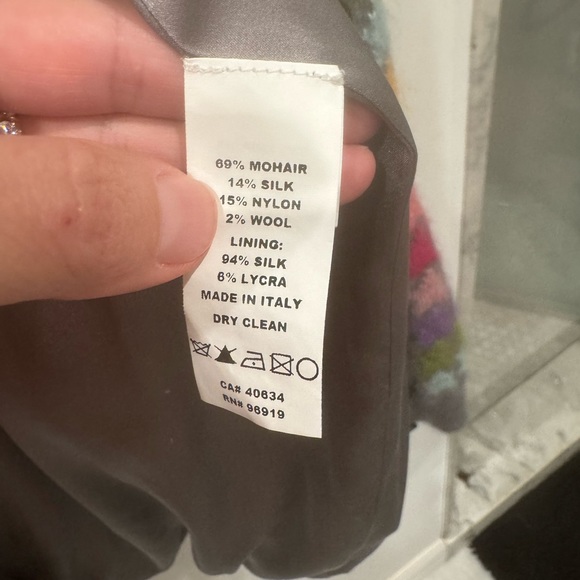 69% MOHAIR
14% SILK
15% NYLON
2% WOOL
LINING:
94% SILK
6% LYCRA
MADE IN ITALY
DRY CLEAN
CA# 40634
RN# 96919